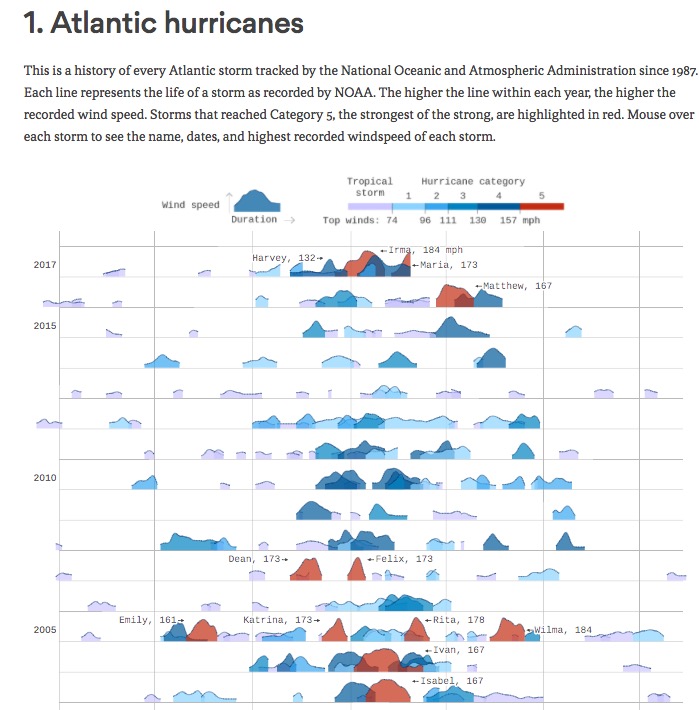 1. Atlantic hurricanes
This is a history of every Atlantic storm tracked by the National Oceanic and Atmospheric Administration since 1987.
Each line represents the life of a storm as recorded by NOAA. The higher the line within each year, the higher the
recorded wind speed. Storms that reached Category 5, the strongest of the strong, are highlighted in red. Mouse over
each storm to see the name, dates, and highest recorded windspeed of each storm.
Tropical storm
Hurricane category
1 2 3 4 5
Wind speed
Duration
Top winds: 74 96 111 130 157 mph
Irma, 184 mph
Harvey, 132
2017
Maria, 173
Matthew, 167
2015
2010
Dean, 173
Felix, 173
Emily, 161
Katrina, 173
Rita, 178
2005
Wilma, 184
Ivan, 167
Isabel, 167